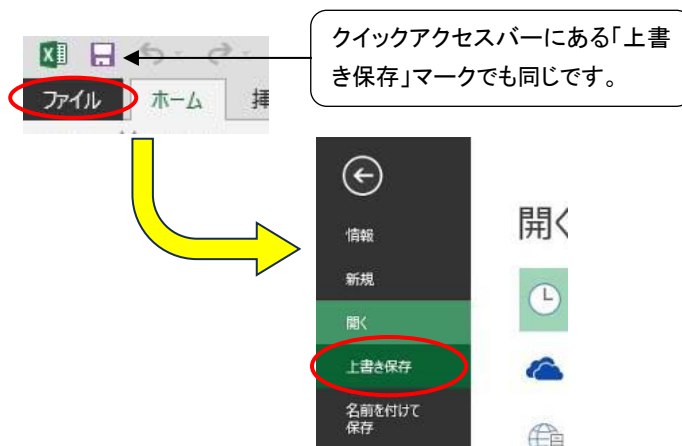 クイックアクセスバーにある「上書
き保存」マークでも同じです。
ファイル ホーム 挿
情報
新規
開く
上書き保存
名前を付けて
保存
開く